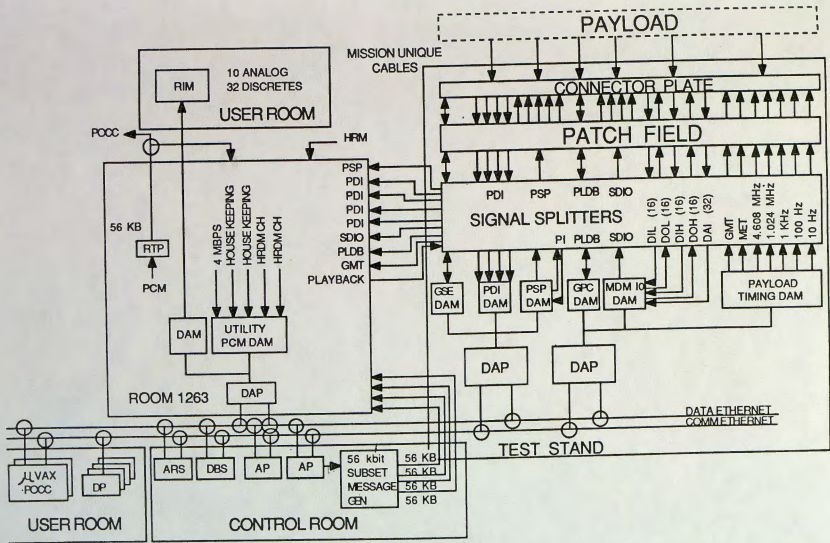 PAYLOAD
MISSION UNIQUE
CABLES
CONNECTOR PLATE
PATCH FIELD
RIM
10 ANALOG
32 DISCRETES
USER ROOM
POCC
HRM
56 KB
RTP
PCM
4 MBPS
HOUSE KEEPING
HOUSE KEEPING
HRDM CH
HRDM CH
DAM
UTILITY
PCM DAM
DAP
ROOM 1263
PSP
PDI
PDI
PDI
PDI
SDIO
PLDB
GMT
PLAYBACK
PDI
PSP
PLDB
SDIO
SIGNAL SPLITTERS
PI
PLDB
SDIO
DIL (16)
DOL (16)
DIH (16)
DOH (16)
DAI (32)
GMT
MET
4.608 MHz
1.024 MHz
1 KHz
100 Hz
10 Hz
GSE
DAM
PDI
DAM
PSP
DAM
GPC
DAM
MDM IO
DAM
PAYLOAD
TIMING DAM
DAP
DAP
DATA ETHERNET
COMM ETHERNET
TEST STAND
μVAX
POCC
DP
USER ROOM
ARS
DBS
AP
AP
56 kbit
SUBSET
MESSAGE
GEN
56 KB
56 KB
56 KB
56 KB
CONTROL ROOM